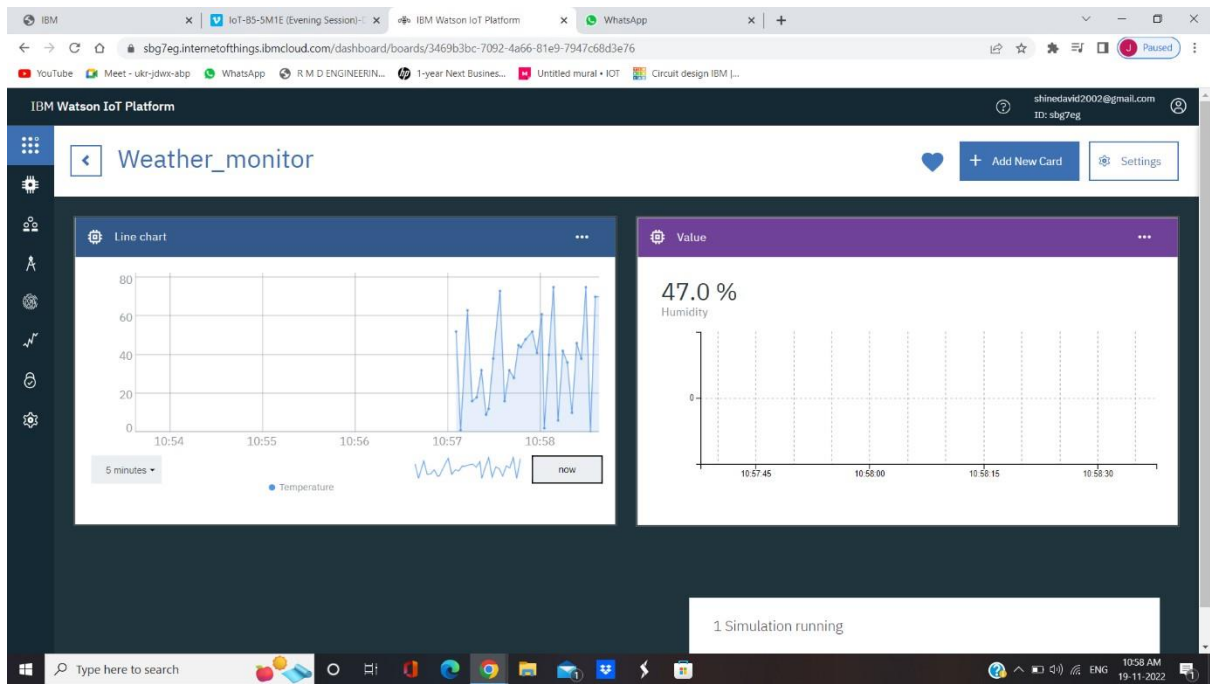 IBM
IoT-B5-5M1E (Evening Session)-
IBM Watson IoT Platform
WhatsApp
sbg7eg.internetofthings.ibmcloud.com/dashboard/boards/3469b3bc-7092-4a66-81e9-7947c68d3e76
J Paused
YouTube Meet - ukr-jdwx-abp WhatsApp R M D ENGINEERIN... 1-year Next Busines... Untitled mural • IOT Circuit design IBM |...
IBM Watson IoT Platform
shinedavid2002@gmail.com
ID: sbg7eg
Weather_monitor
+ Add New Card
Settings
Line chart
80
60
40
20
0
10:54 10:55 10:56 10:57 10:58
5 minutes
now
Temperature
Value
47.0 %
Humidity
0
10:57:45 10:58:00 10:58:15 10:58:30
1 Simulation running
Type here to search
ENG
10:58 AM
19-11-2022